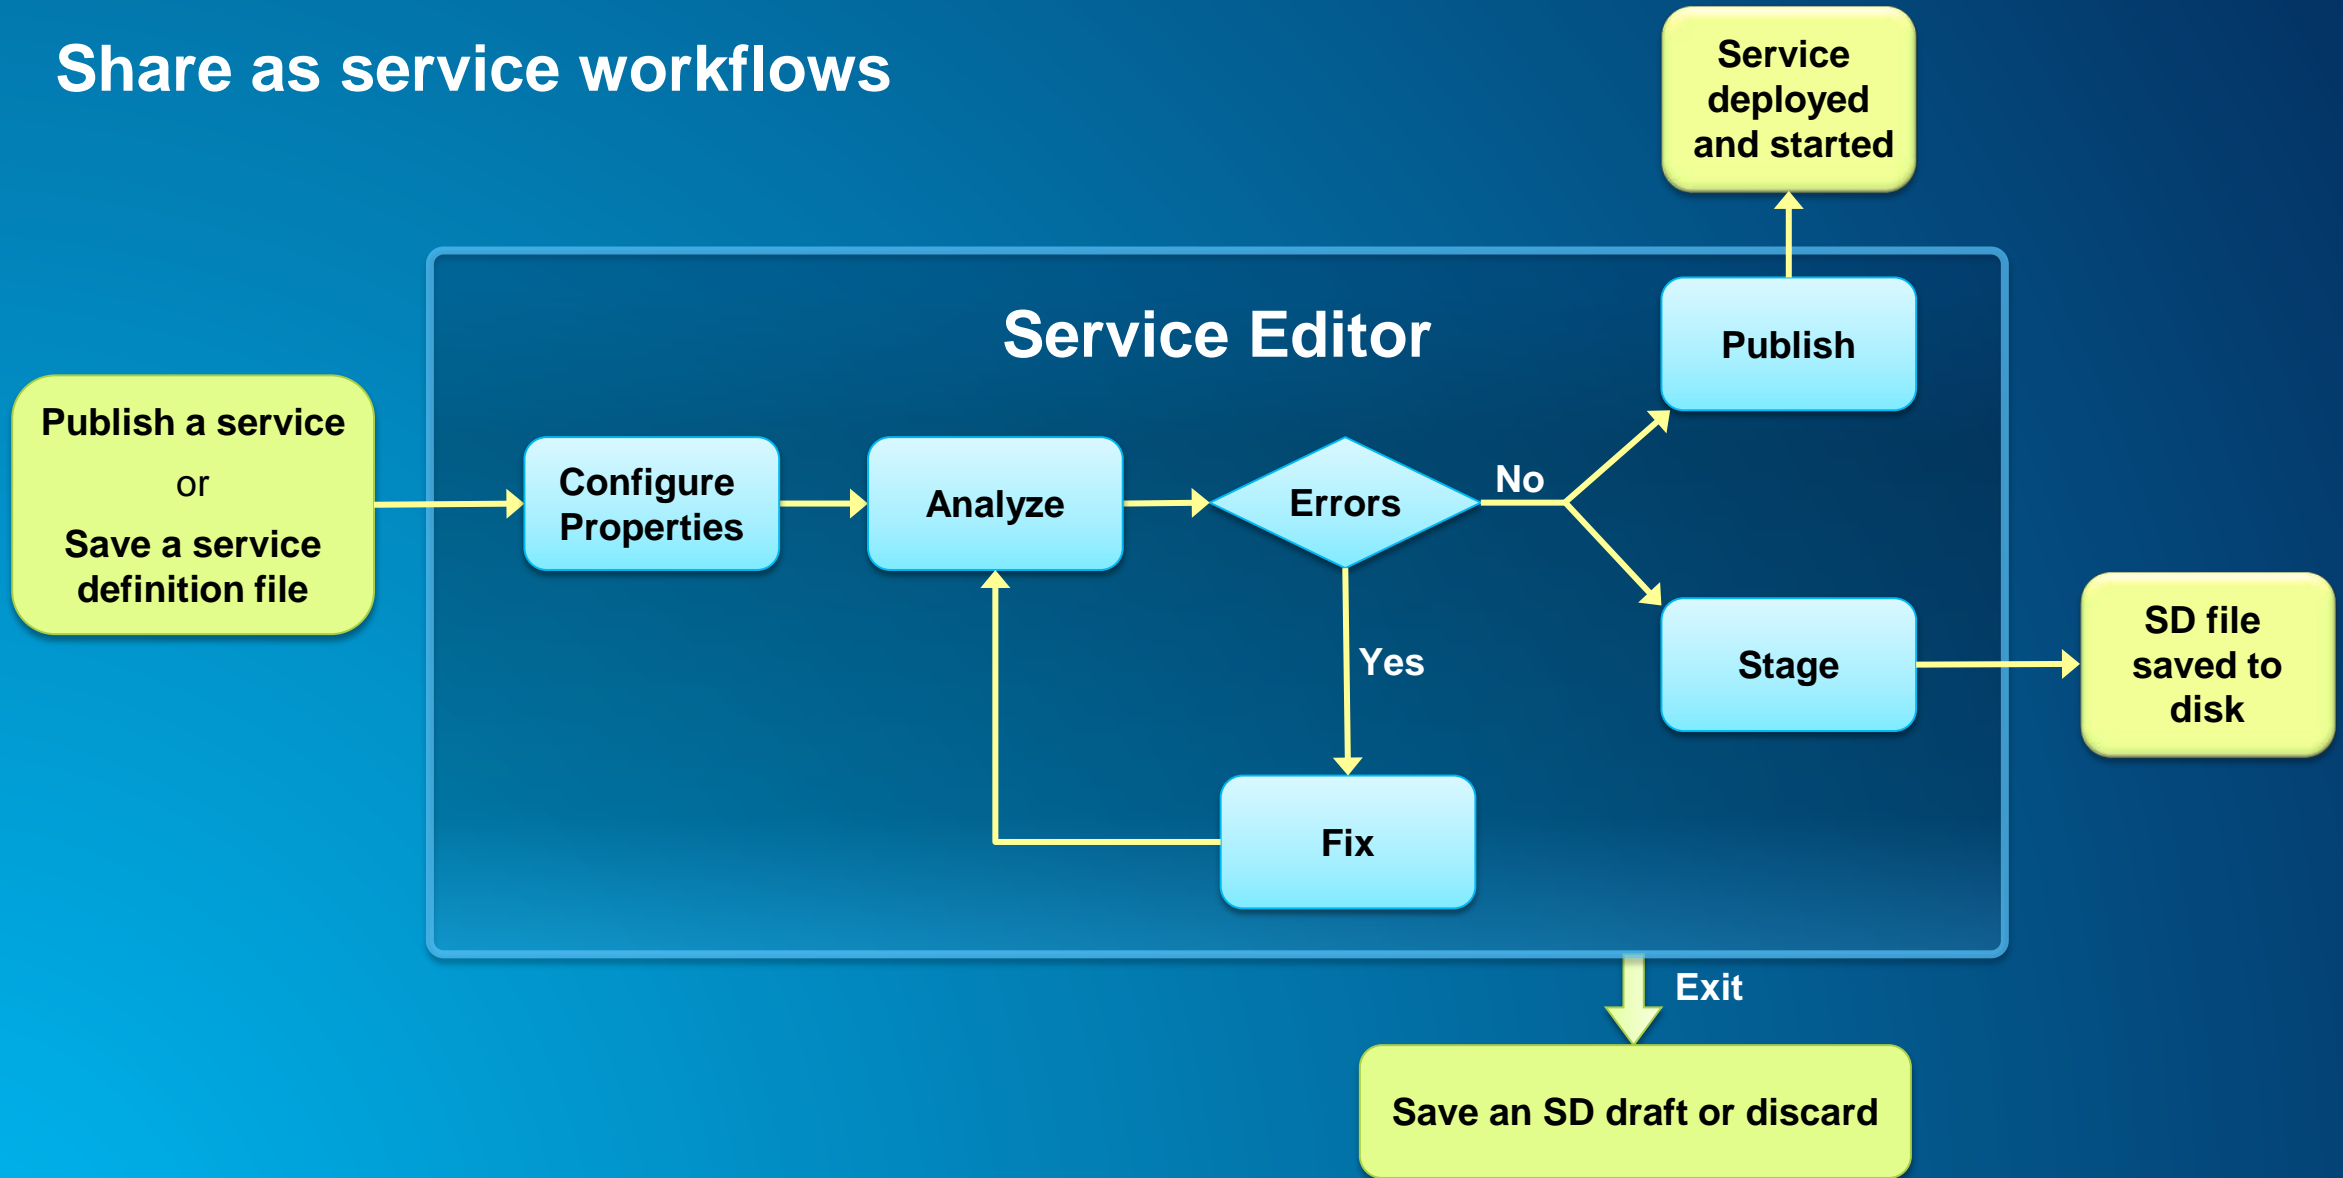 Share as service workflows
Service
deployed
and started
Service Editor
Publish
Publish a service
or
Save a service
definition file
Configure
Properties
Analyze
Errors
No
Yes
Stage
SD file
saved to
disk
Fix
Exit
Save an SD draft or discard